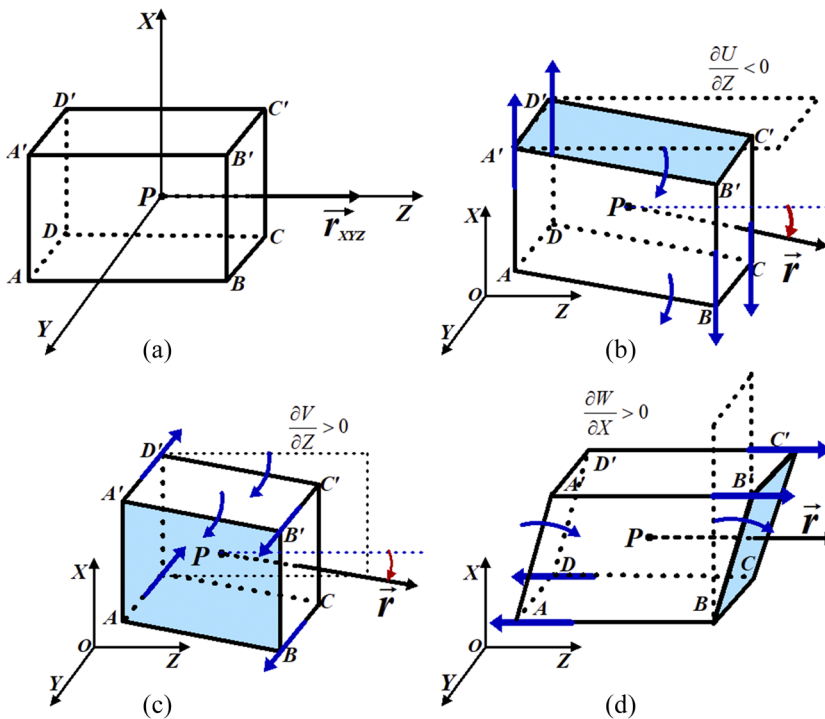 X
D'
C'
A'
B'
P
Z
r⃗XYZ
D
C
A
B
Y
(a)
∂U/∂Z<0
D'
C'
A'
B'
P
X
D
C
r⃗
A
B
O
Z
Y
(b)
∂V/∂Z>0
D'
C'
A'
B'
P
X
r⃗
C
A
B
O
Z
Y
(c)
∂W/∂X>0
C'
D'
B'
A'
P
r⃗
X
D
C
A
B
O
Z
Y
(d)